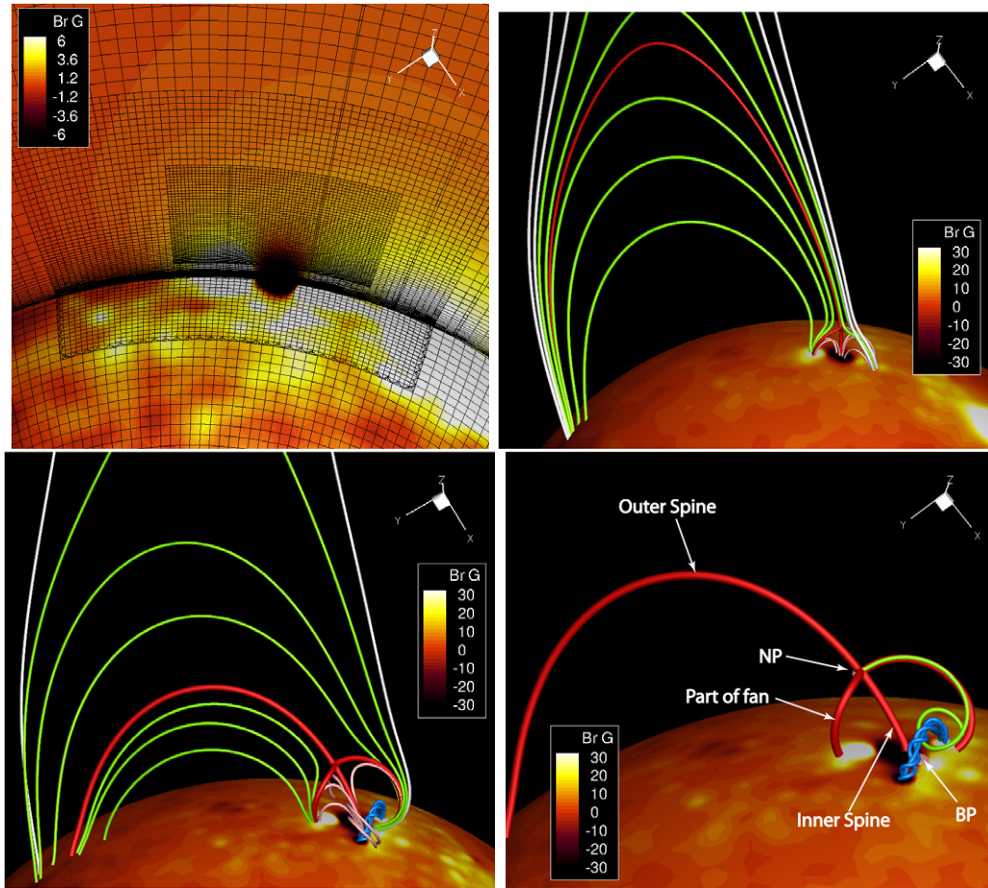 Br G
6
3.6
1.2
-1.2
-3.6
-6
Z
Y
X
Z
Y
X
Br G
30
20
10
0
-10
-20
-30
Z
Y
X
Br G
30
20
10
0
-10
-20
-30
Z
Y
X
Outer Spine
NP
Part of fan
Inner Spine
BP
Br G
30
20
10
0
-10
-20
-30